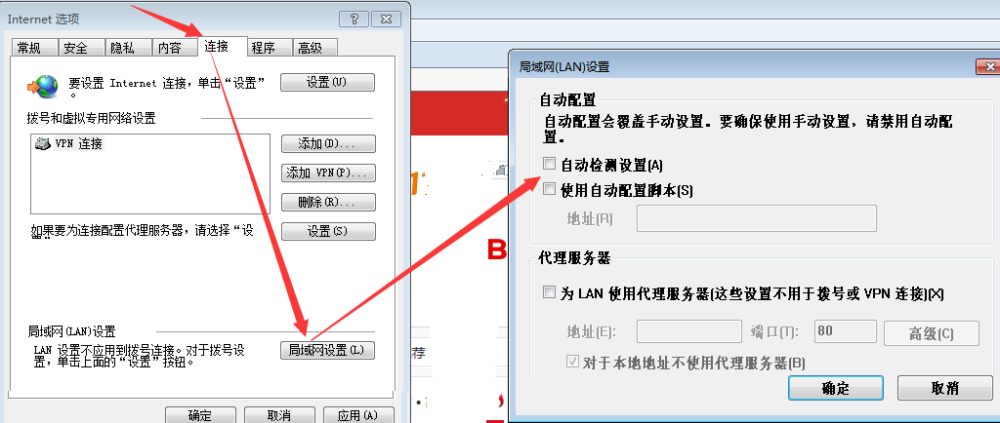 Internet 选项
?
常规 安全 隐私 内容 连接 程序 高级
要设置 Internet 连接，单击“设置”
。
设置(U)
拨号和虚拟专用网络设置
VPN 连接
添加(D)...
添加 VPN(P)...
删除(R)...
如果要为连接配置代理服务器，请选择“设
设置(S)
局域网(LAN)设置
LAN 设置不应用到拨号连接。对于拨号设
置，单击上面的“设置”按钮。
局域网设置(L)
确定 取消 应用(A)
B
荐
局域网(LAN)设置
自动配置
自动配置会覆盖手动设置。要确保使用手动设置，请禁用自动配
置。
自动检测设置(A)
使用自动配置脚本(S)
地址(R)
代理服务器
为 LAN 使用代理服务器(这些设置不用于拨号或 VPN 连接)(X)
地址(E): 端口(T): 80 高级(C)
对于本地地址不使用代理服务器(B)
确定 取消